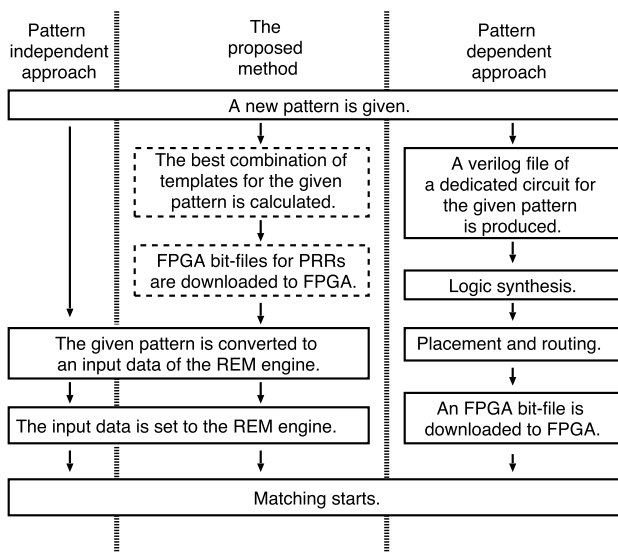 Pattern
independent
approach
The
proposed
method
Pattern
dependent
approach
A new pattern is given.
The best combination of
templates for the given
pattern is calculated.
A verilog file of
a dedicated circuit for
the given pattern
is produced.
FPGA bit-files for PRRs
are downloaded to FPGA.
Logic synthesis.
The given pattern is converted to
an input data of the REM engine.
Placement and routing.
The input data is set to the REM engine.
An FPGA bit-file is
downloaded to FPGA.
Matching starts.